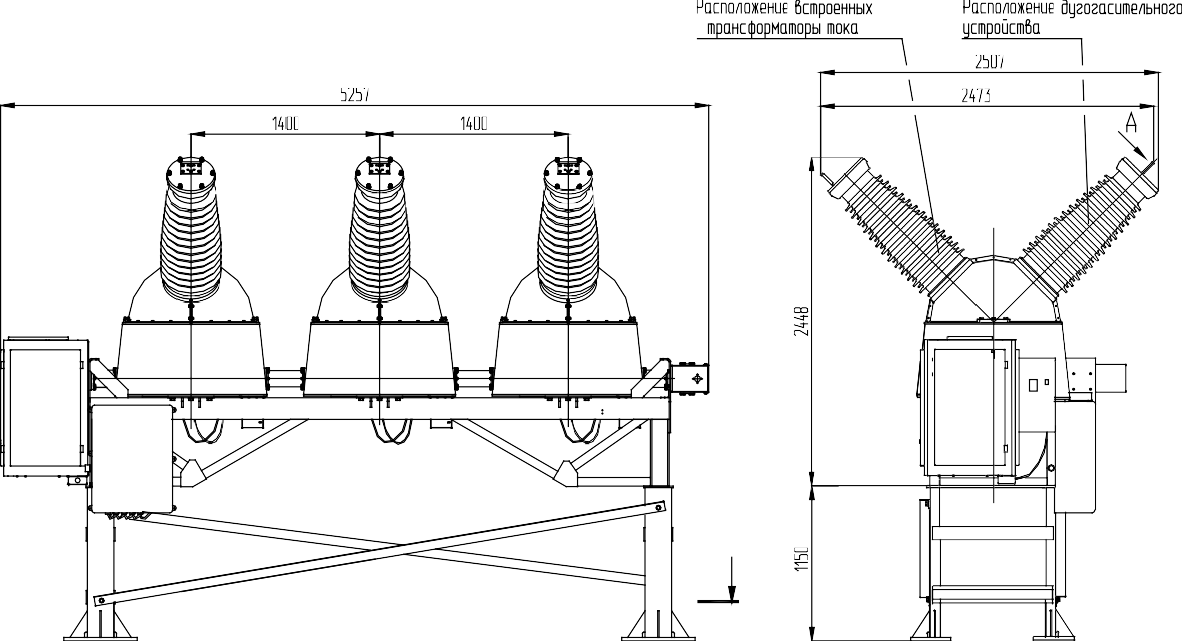 Расположение встроенных
трансформаторы тока
Расположение дугогасительного
устройства
2507
5257
2473
1400
1400
А
2448
1150